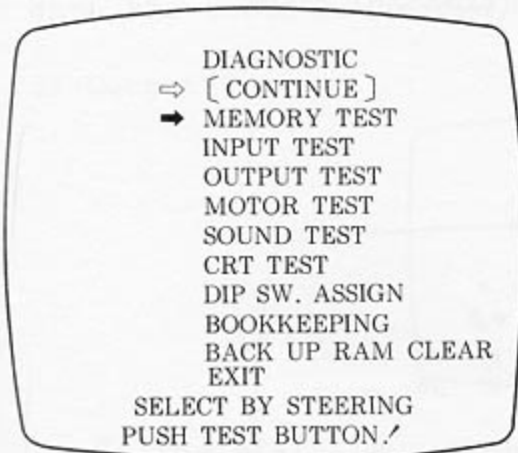 DIAGNOSTIC
⇨ [ CONTINUE ]
➡ MEMORY TEST
INPUT TEST
OUTPUT TEST
MOTOR TEST
SOUND TEST
CRT TEST
DIP SW. ASSIGN
BOOKKEEPING
BACK UP RAM CLEAR
EXIT
SELECT BY STEERING
PUSH TEST BUTTON!